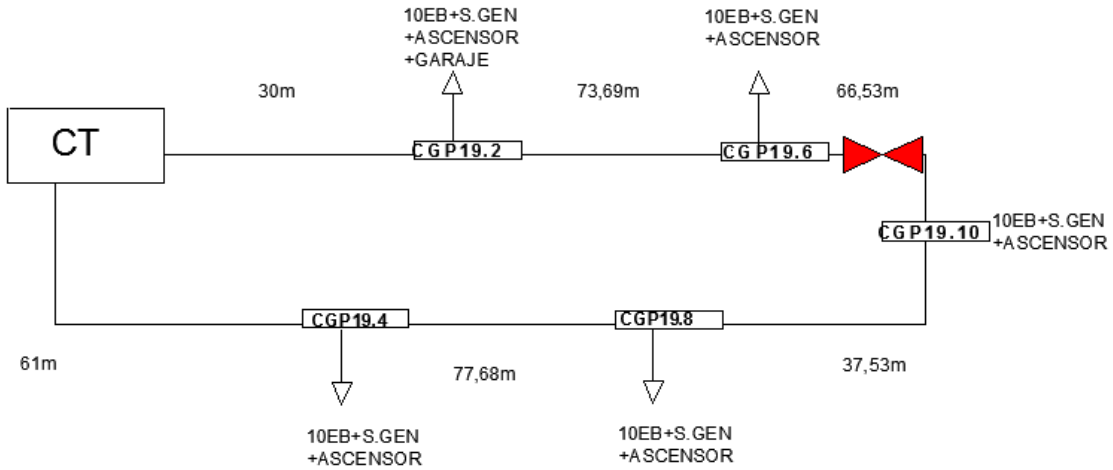 10EB+S.GEN
+ASCENSOR
+GARAJE
10EB+S.GEN
+ASCENSOR
30m
73,69m
66,53m
CT
CGP19.2
CGP19.6
CGP19.10
10EB+S.GEN
+ASCENSOR
CGP19.4
CGP19.8
61m
77,68m
37,53m
10EB+S.GEN
+ASCENSOR
10EB+S.GEN
+ASCENSOR